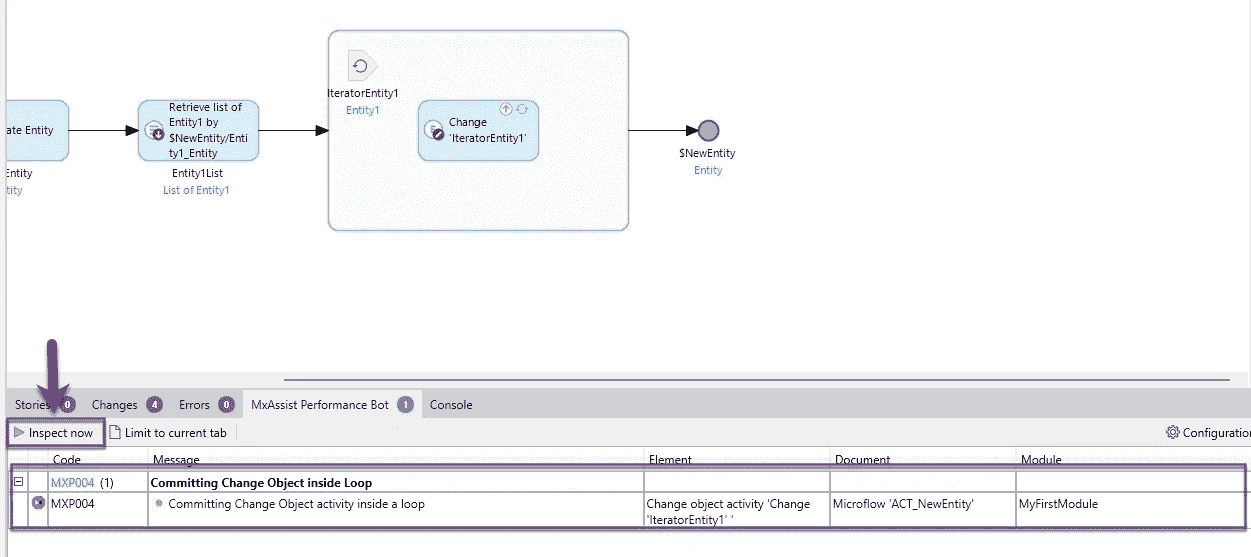 Retrieve list of
Entity1 by
$NewEntity/Enti
ty1_Entity
ate Entity
Change
'IteratorEntity1'
IteratorEntity1
Entity1
$NewEntity
Entity
Entity
tity
Entity1List
List of Entity1
Stories 0 Changes 4 Errors 0 MxAssist Performance Bot 1 Console
Inspect now Limit to current tab Configuration
Code Message Element Document Module
MXP004 (1) Committing Change Object inside Loop
MXP004 Committing Change Object activity inside a loop Change object activity 'Change Microflow 'ACT_NewEntity' MyFirstModule
'IteratorEntity1' '